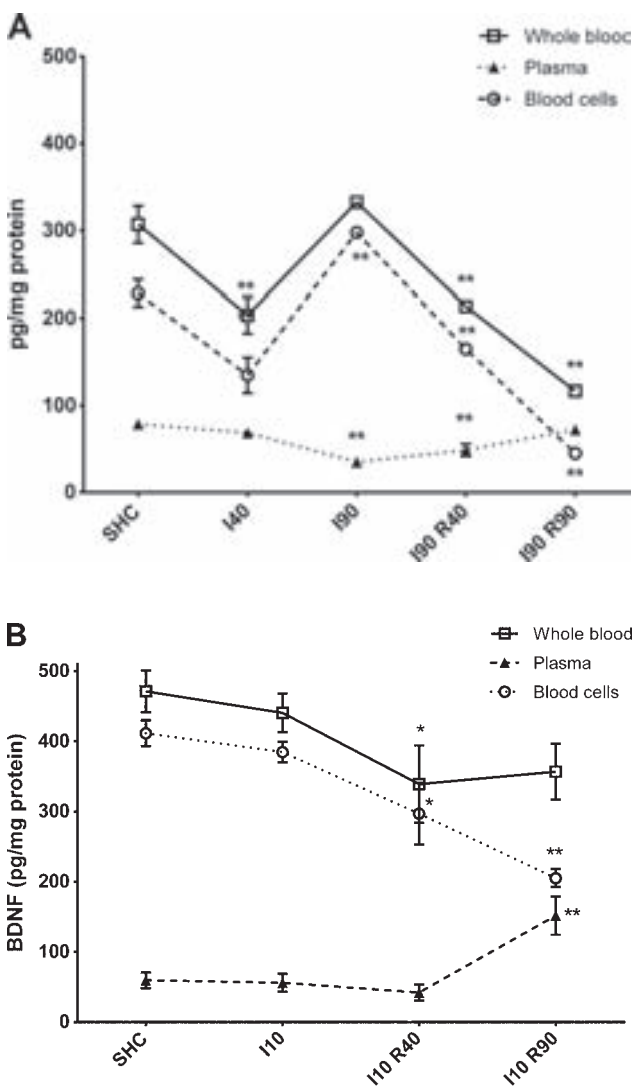 A
Whole blood
Plasma
Blood cells
500
400
300
200
100
0
pg/mg protein
**
**
**
**
**
**
**
**
SHC
I40
I90
I90 R40
I90 R90
B
Whole blood
Plasma
Blood cells
500
400
300
200
100
0
BDNF (pg/mg protein)
*
*
**
**
SHC
I10
I10 R40
I10 R90